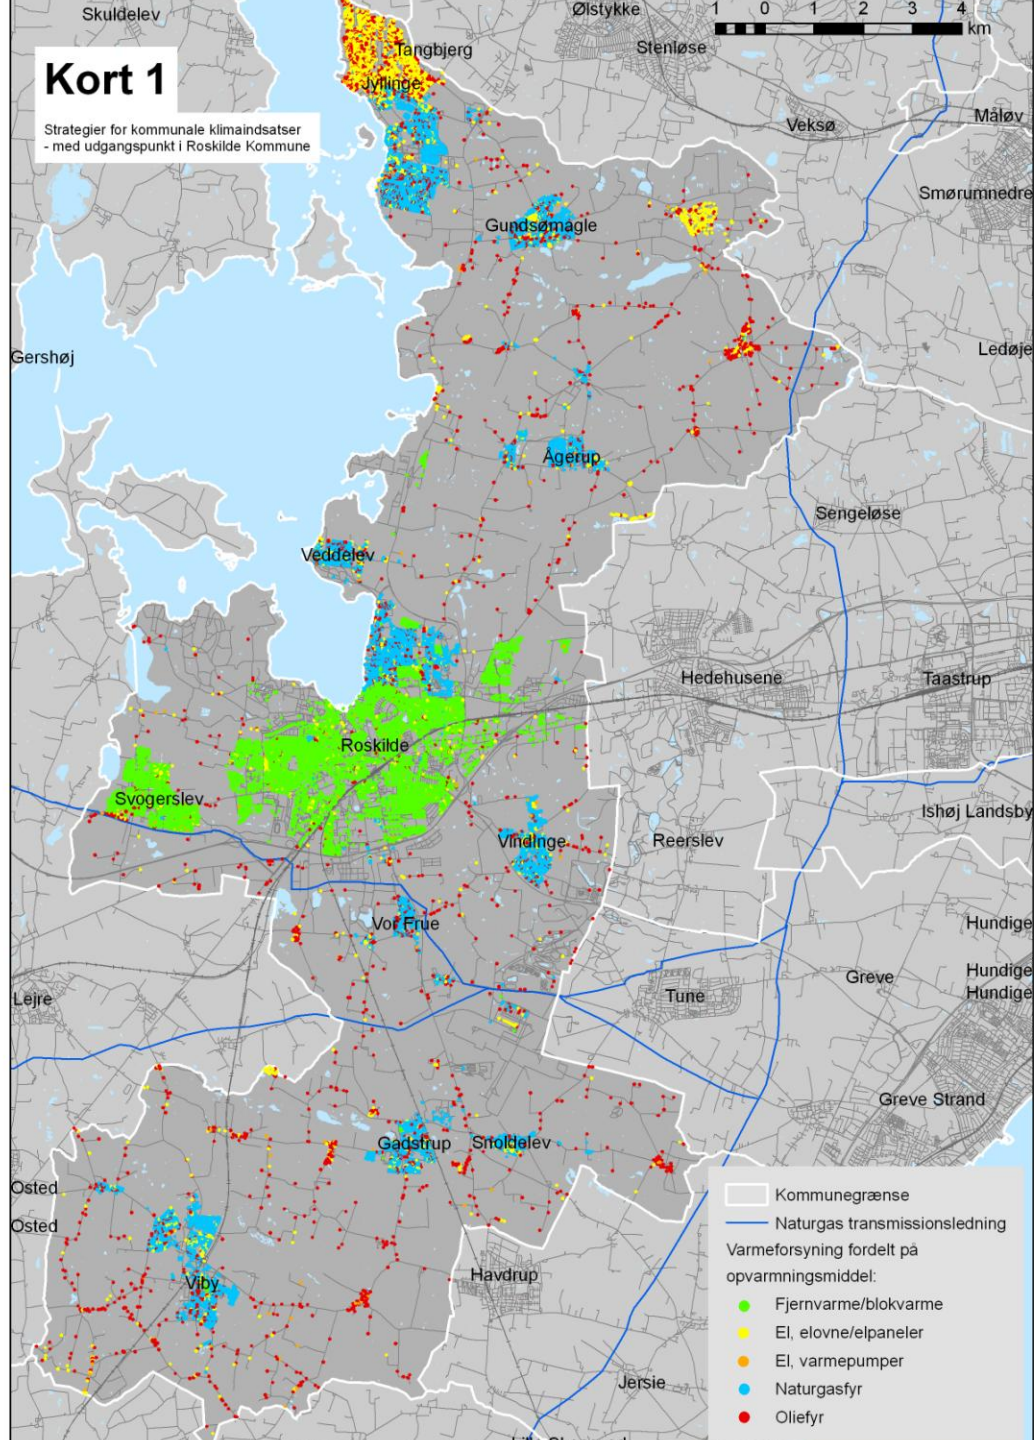 Skuldelev
Ølstykke
1 0 1 2 3 4
km
Tangbjerg
Stenløse
Kort 1
Jyllinge
Strategier for kommunale klimaindsatser
- med udgangspunkt i Roskilde Kommune
Veksø
Måløv
Smørumnedre
Gundsømagle
Gershøj
Ledøje
Ågerup
Sengeløse
Veddelev
Hedehusene
Taastrup
Roskilde
Svogerslev
Ishøj Landsby
Vindinge
Reerslev
Vor Frue
Hundige
Greve
Hundige
Hundige
Lejre
Tune
Greve Strand
Gadstrup
Snoldelev
Osted
Osted
Havdrup
Viby
Jersie
Kommunegrænse
Naturgas transmissionsledning
Varmeforsyning fordelt på
opvarmningsmiddel:
Fjernvarme/blokvarme
El, elovne/elpaneler
El, varmepumper
Naturgasfyr
Oliefyr